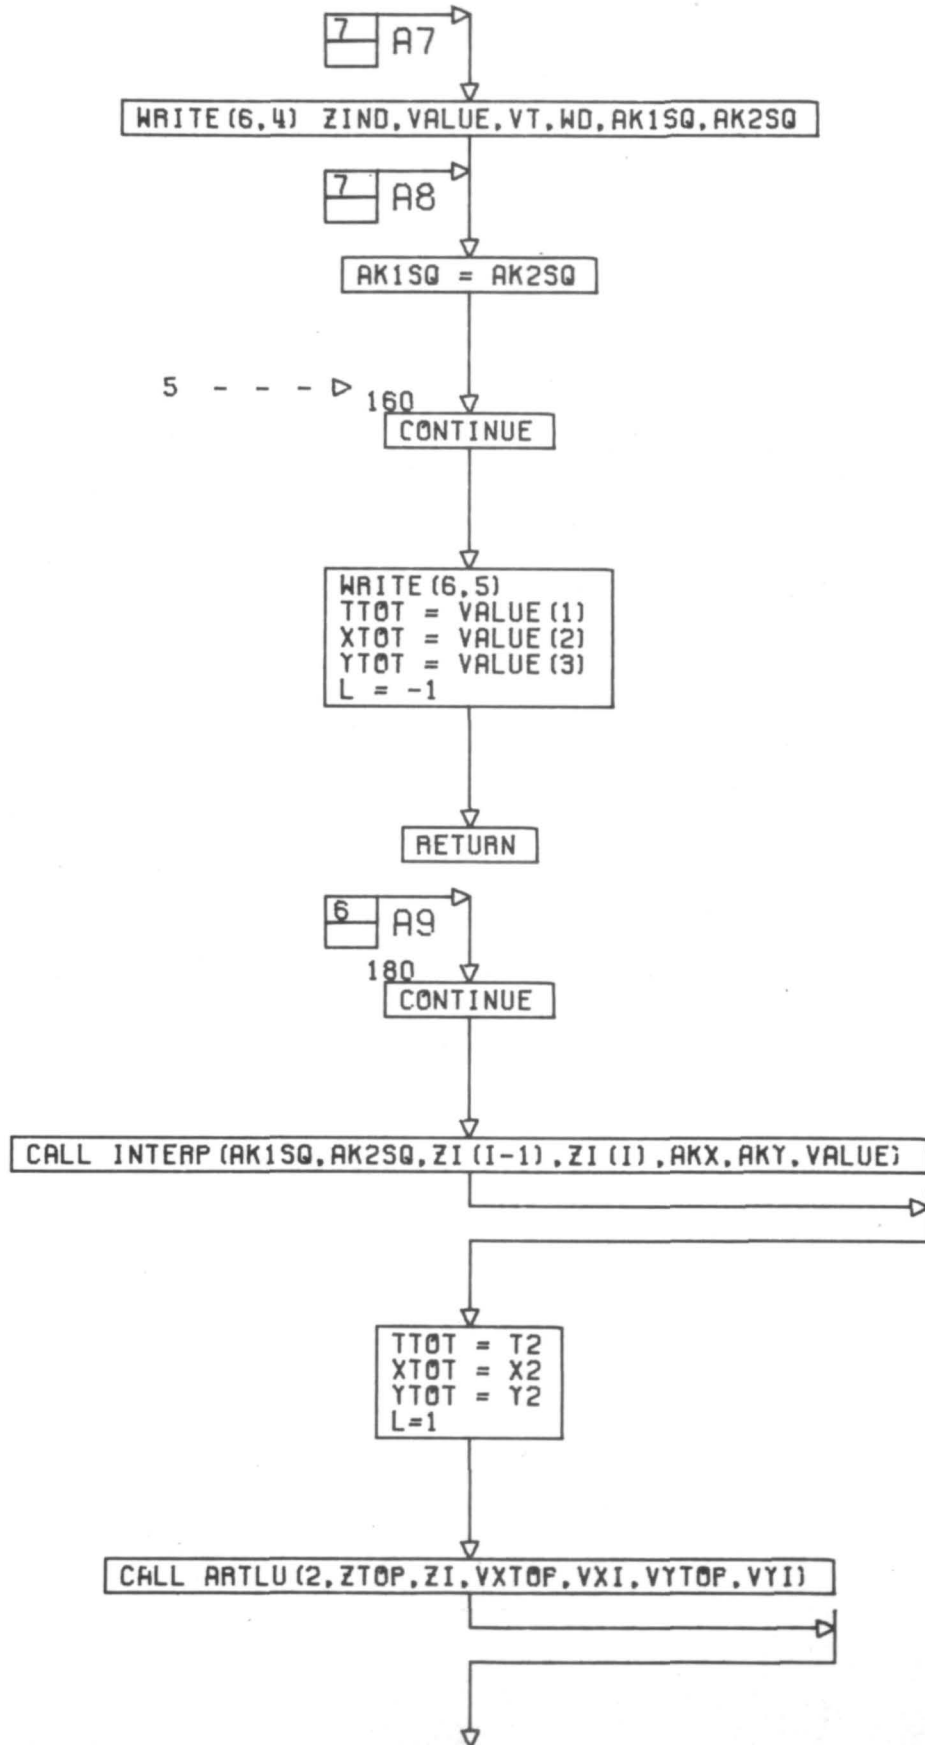 7 A7
WRITE(6,4) ZIND,VALUE,VT,WD,AK1SQ,AK2SQ
7 A8
AK1SQ = AK2SQ
5 - - -
160
CONTINUE
WRITE(6,5)
TTOT = VALUE(1)
XTOT = VALUE(2)
YTOT = VALUE(3)
L = -1
RETURN
6 A9
180
CONTINUE
CALL INTERP(AK1SQ,AK2SQ,ZI(I-1),ZI(I),AKX,AKY,VALUE)
TTOT = T2
XTOT = X2
YTOT = Y2
L=1
CALL ARTLU(2,ZTOP,ZI,VXTOP,VXI,VYTOP,VYI)